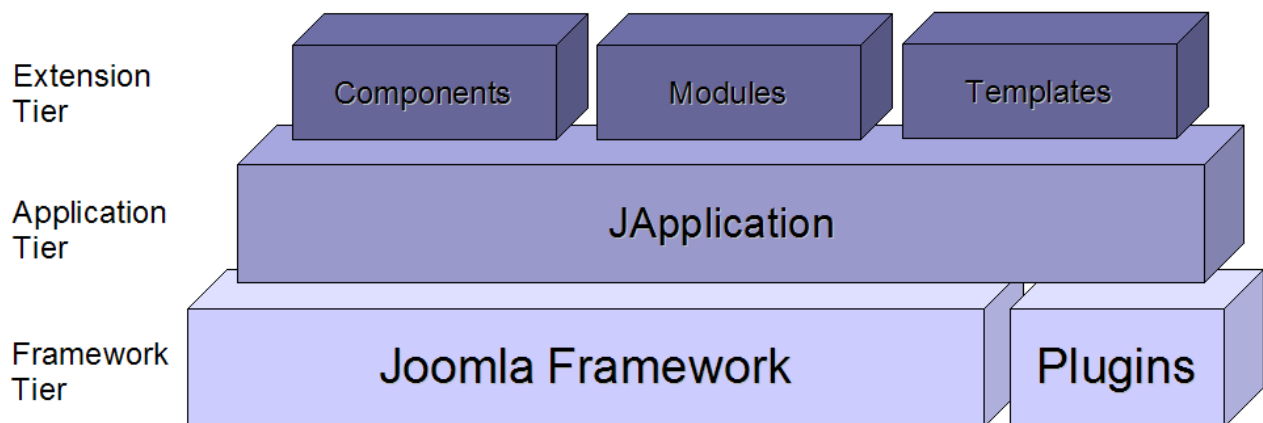 Extension
Tier
Components
Modules
Templates
Application
Tier
JApplication
Framework
Tier
Joomla Framework
Plugins